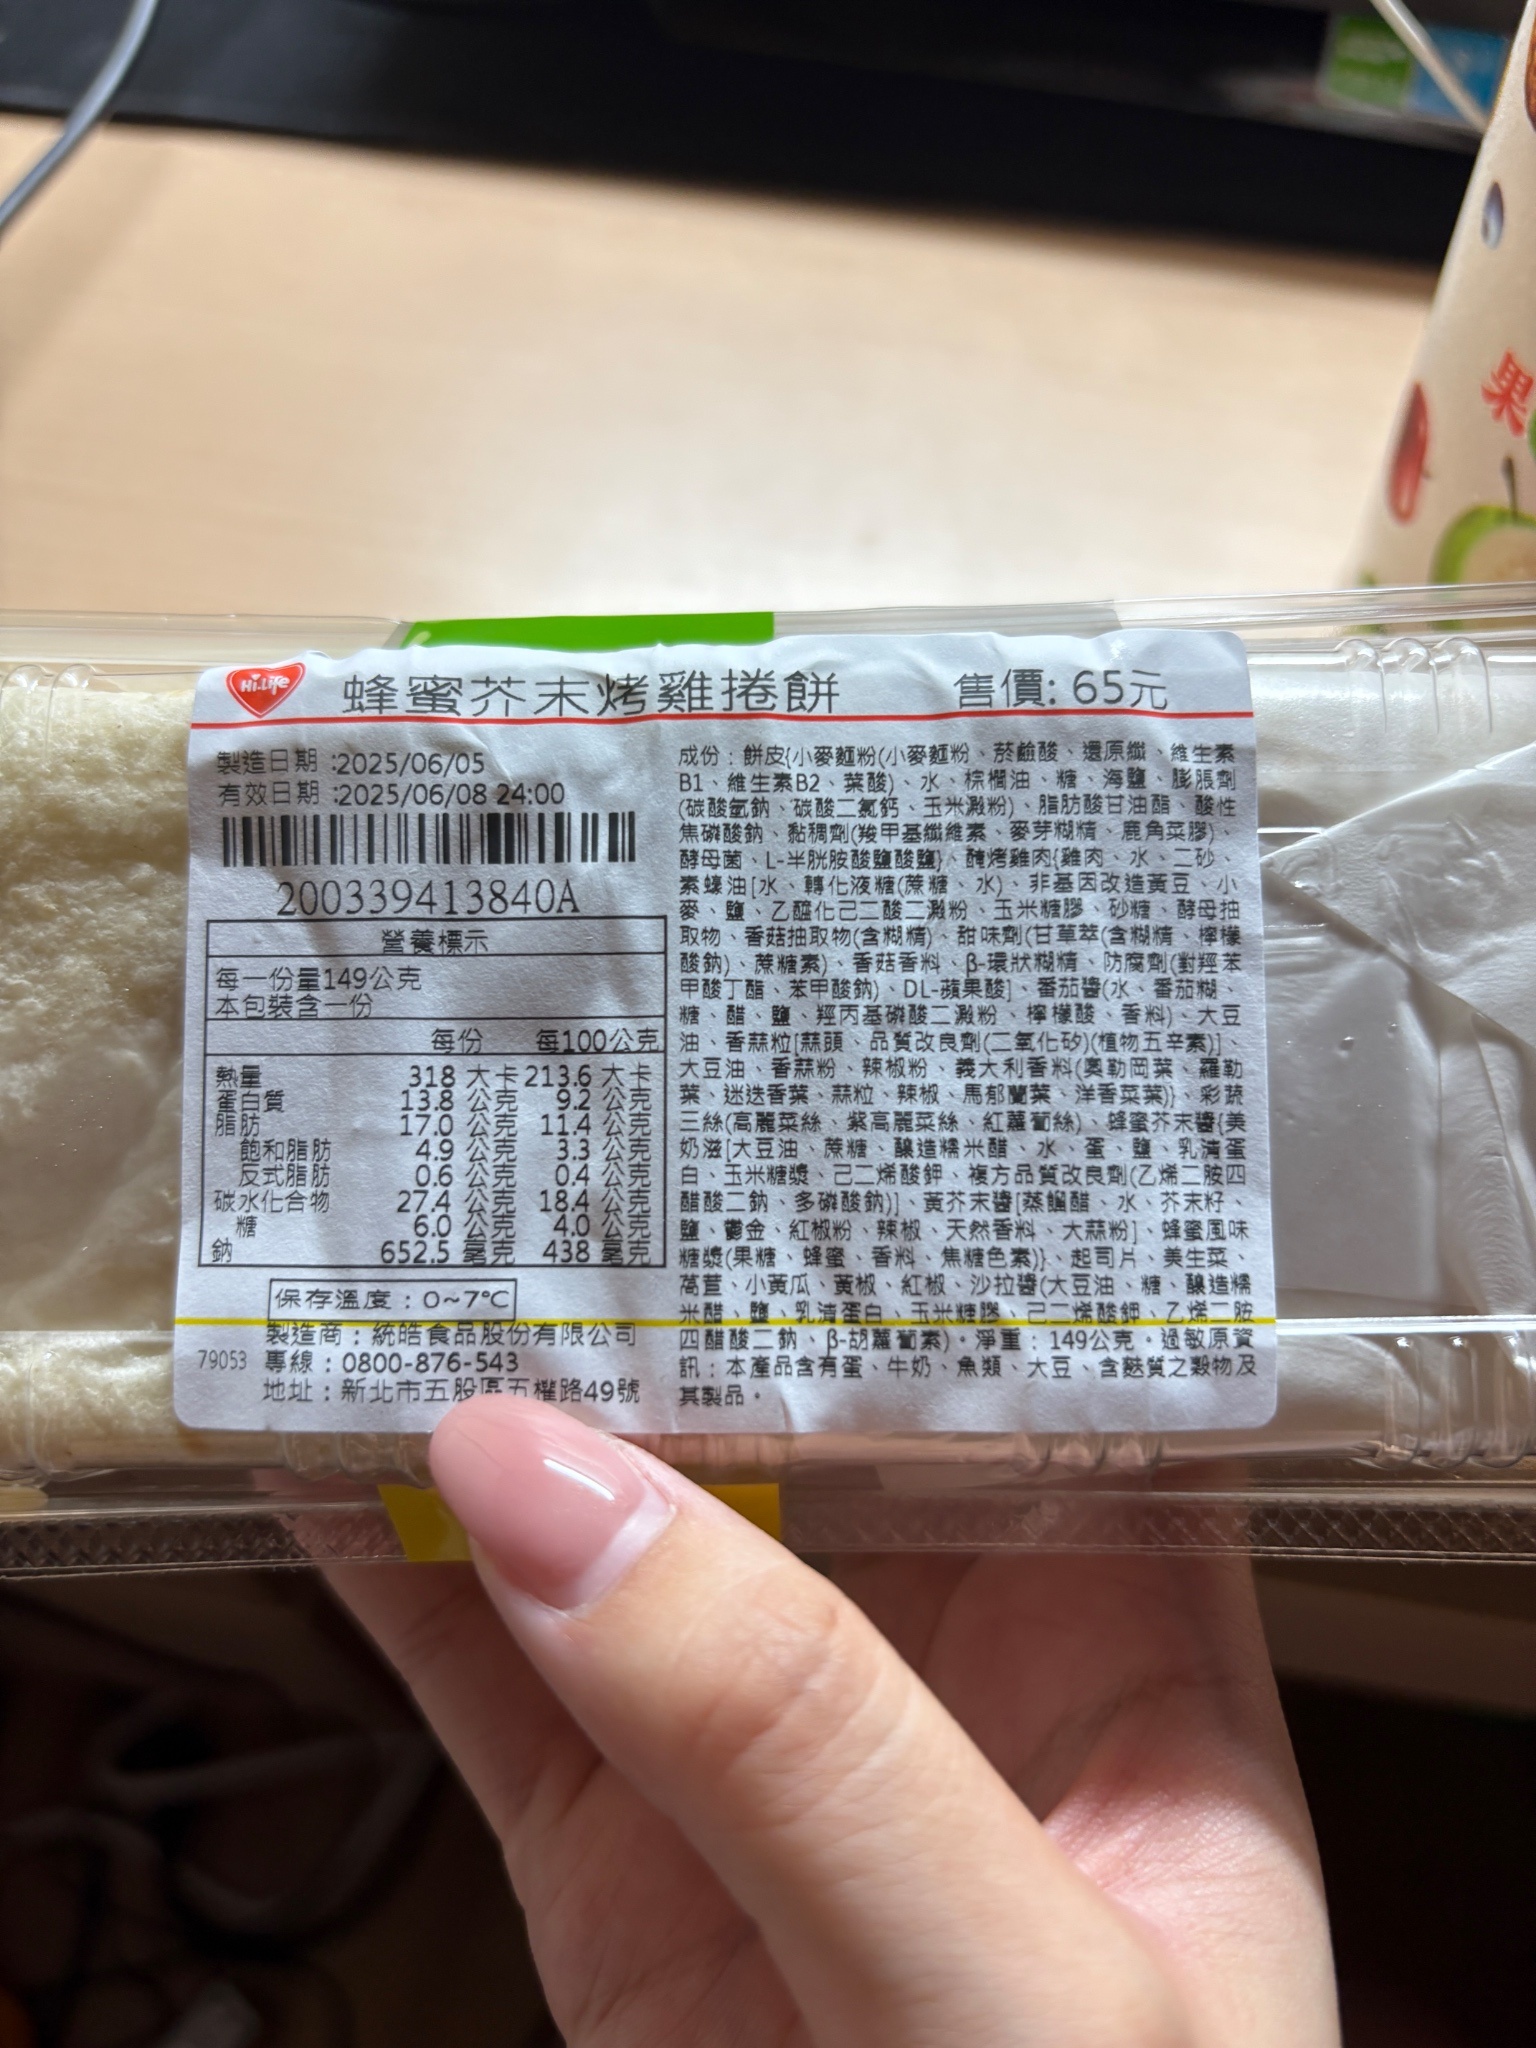 Hi-Life
蜂蜜芥末烤雞捲餅 售價: 65元
製造日期 :2025/06/05
有效日期 :2025/06/08 24:00
200339413840A
營養標示
每一份量149公克
本包裝含一份
每份 每100公克
熱量 318 大卡 213.6 大卡
蛋白質 13.8 公克 9.2 公克
脂肪 17.0 公克 11.4 公克
飽和脂肪 4.9 公克 3.3 公克
反式脂肪 0.6 公克 0.4 公克
碳水化合物 27.4 公克 18.4 公克
糖 6.0 公克 4.0 公克
鈉 652.5 毫克 438 毫克
保存溫度：0~7℃
製造商：統皓食品股份有限公司
79053 專線：0800-876-543
地址：新北市五股區五權路49號
成份：餅皮{小麥麵粉(小麥麵粉、菸鹼酸、還原鐵、維生素
B1、維生素B2、葉酸)、水、棕櫚油、糖、海鹽、膨脹劑
(碳酸氫鈉、碳酸二氫鈣、玉米澱粉)、脂肪酸甘油酯、酸性
焦磷酸鈉、黏稠劑(羧甲基纖維素、麥芽糊精、鹿角菜膠)、
酵母菌、L-半胱胺酸鹽酸鹽}、醃烤雞肉{雞肉、水、二砂、
素蠔油[水、轉化液糖(蔗糖、水)、非基因改造黃豆、小
麥、鹽、乙醯化己二酸二澱粉、玉米糖膠、砂糖、酵母抽
取物、香菇抽取物(含糊精)、甜味劑(甘草萃(含糊精、檸檬
酸鈉)、蔗糖素)、香菇香料、β-環狀糊精、防腐劑(對羥苯
甲酸丁酯、苯甲酸鈉)、DL-蘋果酸]、番茄醬(水、番茄糊、
糖、醋、鹽、羥丙基磷酸二澱粉、檸檬酸、香料)、大豆
油、香蒜粒[蒜頭、品質改良劑(二氧化矽)(植物五辛素)]、
大豆油、香蒜粉、辣椒粉、義大利香料(奧勒岡葉、羅勒
葉、迷迭香葉、蒜粒、辣椒、馬郁蘭葉、洋香菜葉)}、彩蔬
三絲(高麗菜絲、紫高麗菜絲、紅蘿蔔絲)、蜂蜜芥末醬{美
奶滋[大豆油、蔗糖、釀造糯米醋、水、蛋、鹽、乳清蛋
白、玉米糖漿、己二烯酸鉀、複方品質改良劑(乙烯二胺四
醋酸二鈉、多磷酸鈉)]、黃芥末醬[蒸餾醋、水、芥末籽、
鹽、鬱金、紅椒粉、辣椒、天然香料、大蒜粉]、蜂蜜風味
糖漿(果糖、蜂蜜、香料、焦糖色素)}、起司片、美生菜、
萵苣、小黃瓜、黃椒、紅椒、沙拉醬(大豆油、糖、釀造糯
米醋、鹽、乳清蛋白、玉米糖膠、己二烯酸鉀、乙烯二胺
四醋酸二鈉、β-胡蘿蔔素)。淨重：149公克。過敏原資
訊：本產品含有蛋、牛奶、魚類、大豆、含麩質之穀物及
其製品。
果